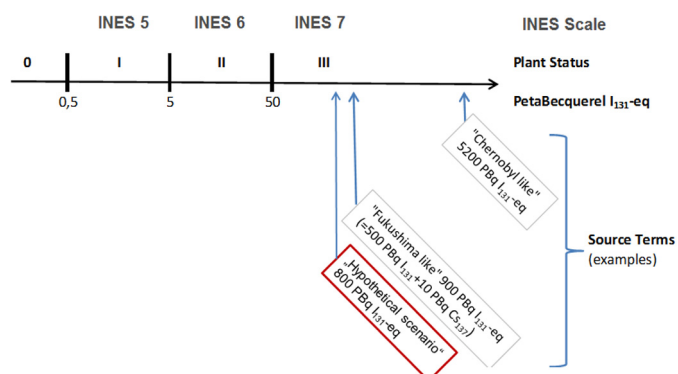 INES 5 INES 6 INES 7 INES Scale
0 I II III Plant Status
0,5 5 50 PetaBecquerel I131-eq
"Chernobyl like"
5200 PBq I131-eq
"Fukushima like" 900 PBq I131-eq
(=500 PBq I131+10 PBq Cs137)
„Hypothetical scenario“
800 PBq I131-eq
Source Terms
(examples)